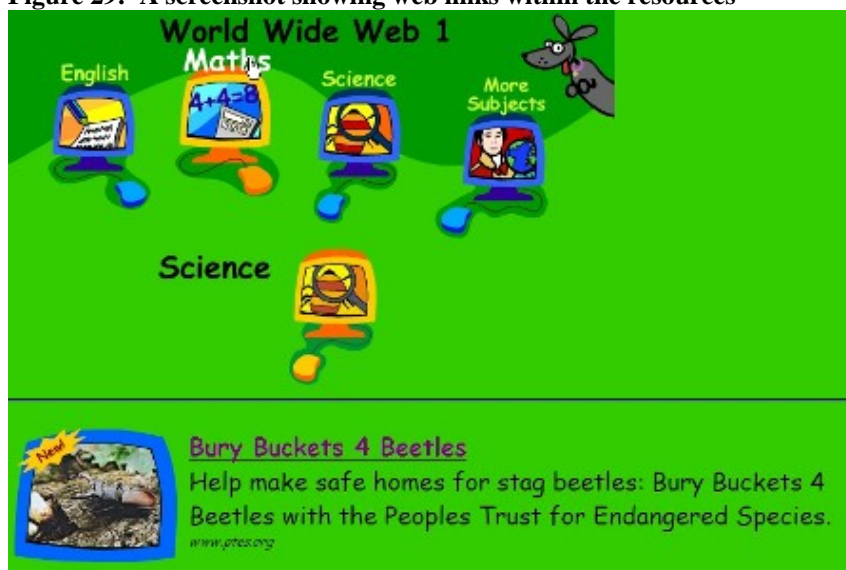 Figure 29: A screenshot showing web links within the resources
World Wide Web 1
English
Maths
Science
More
Subjects
4+4=8
Science
New!
Bury Buckets 4 Beetles
Help make safe homes for stag beetles: Bury Buckets 4
Beetles with the Peoples Trust for Endangered Species.
www.ptes.org